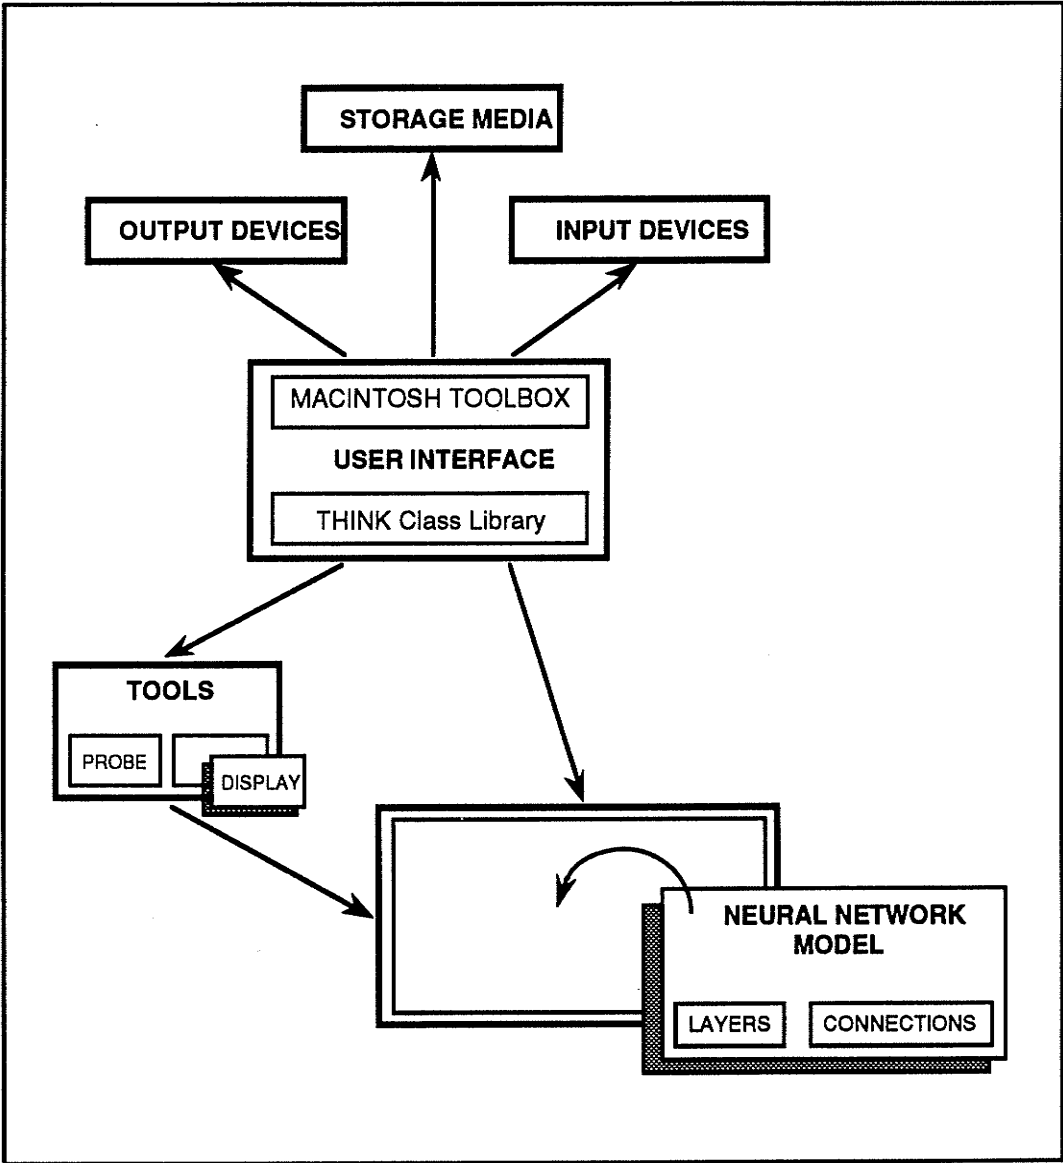 STORAGE MEDIA
OUTPUT DEVICES
INPUT DEVICES
MACINTOSH TOOLBOX
USER INTERFACE
THINK Class Library
TOOLS
PROBE
DISPLAY
NEURAL NETWORK
MODEL
LAYERS
CONNECTIONS